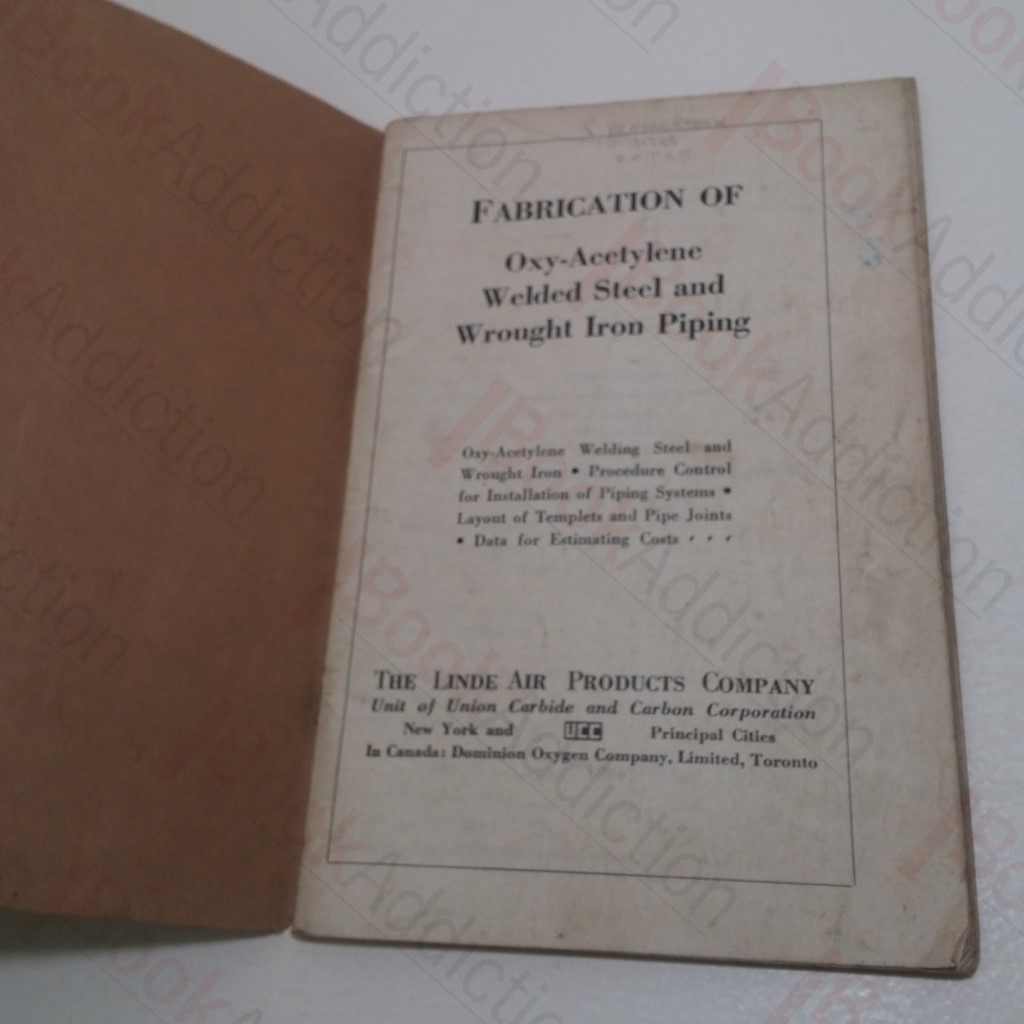 FABRICATION OF
Oxy-Acetylene
Welded Steel and
Wrought Iron Piping
Oxy-Acetylene Welding Steel and
Wrought Iron • Procedure Control
for Installation of Piping Systems •
Layout of Templets and Pipe Joints
• Data for Estimating Costs • • •
THE LINDE AIR PRODUCTS COMPANY
Unit of Union Carbide and Carbon Corporation
New York and UCC Principal Cities
In Canada: Dominion Oxygen Company, Limited, Toronto
BookAddiction